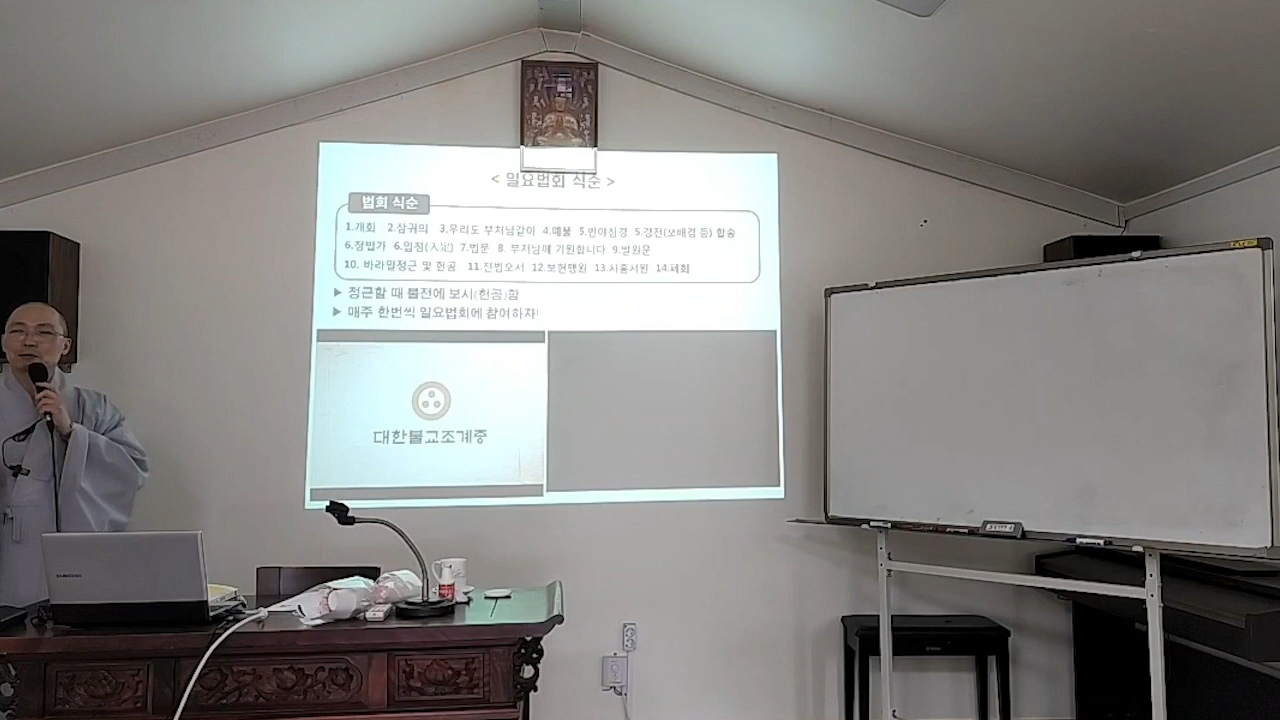 < 일요법회 식순 >
법회 식순
1.개회 2.삼귀의 3.우리도 부처님같이 4.예불 5.반야심경 5.경전(보배경 등) 합송
6.청법가 6.입정(入定) 7.법문 8. 부처님께 기원합니다 9.발원문
10. 바라밀정근 및 헌공 11.전법오서 12.보현행원 13.사홍서원 14.폐회
▶ 정근할 때 불전에 보시(헌공)함
▶ 매주 한번씩 일요법회에 참여하자!
대한불교조계종
SAMSUNG